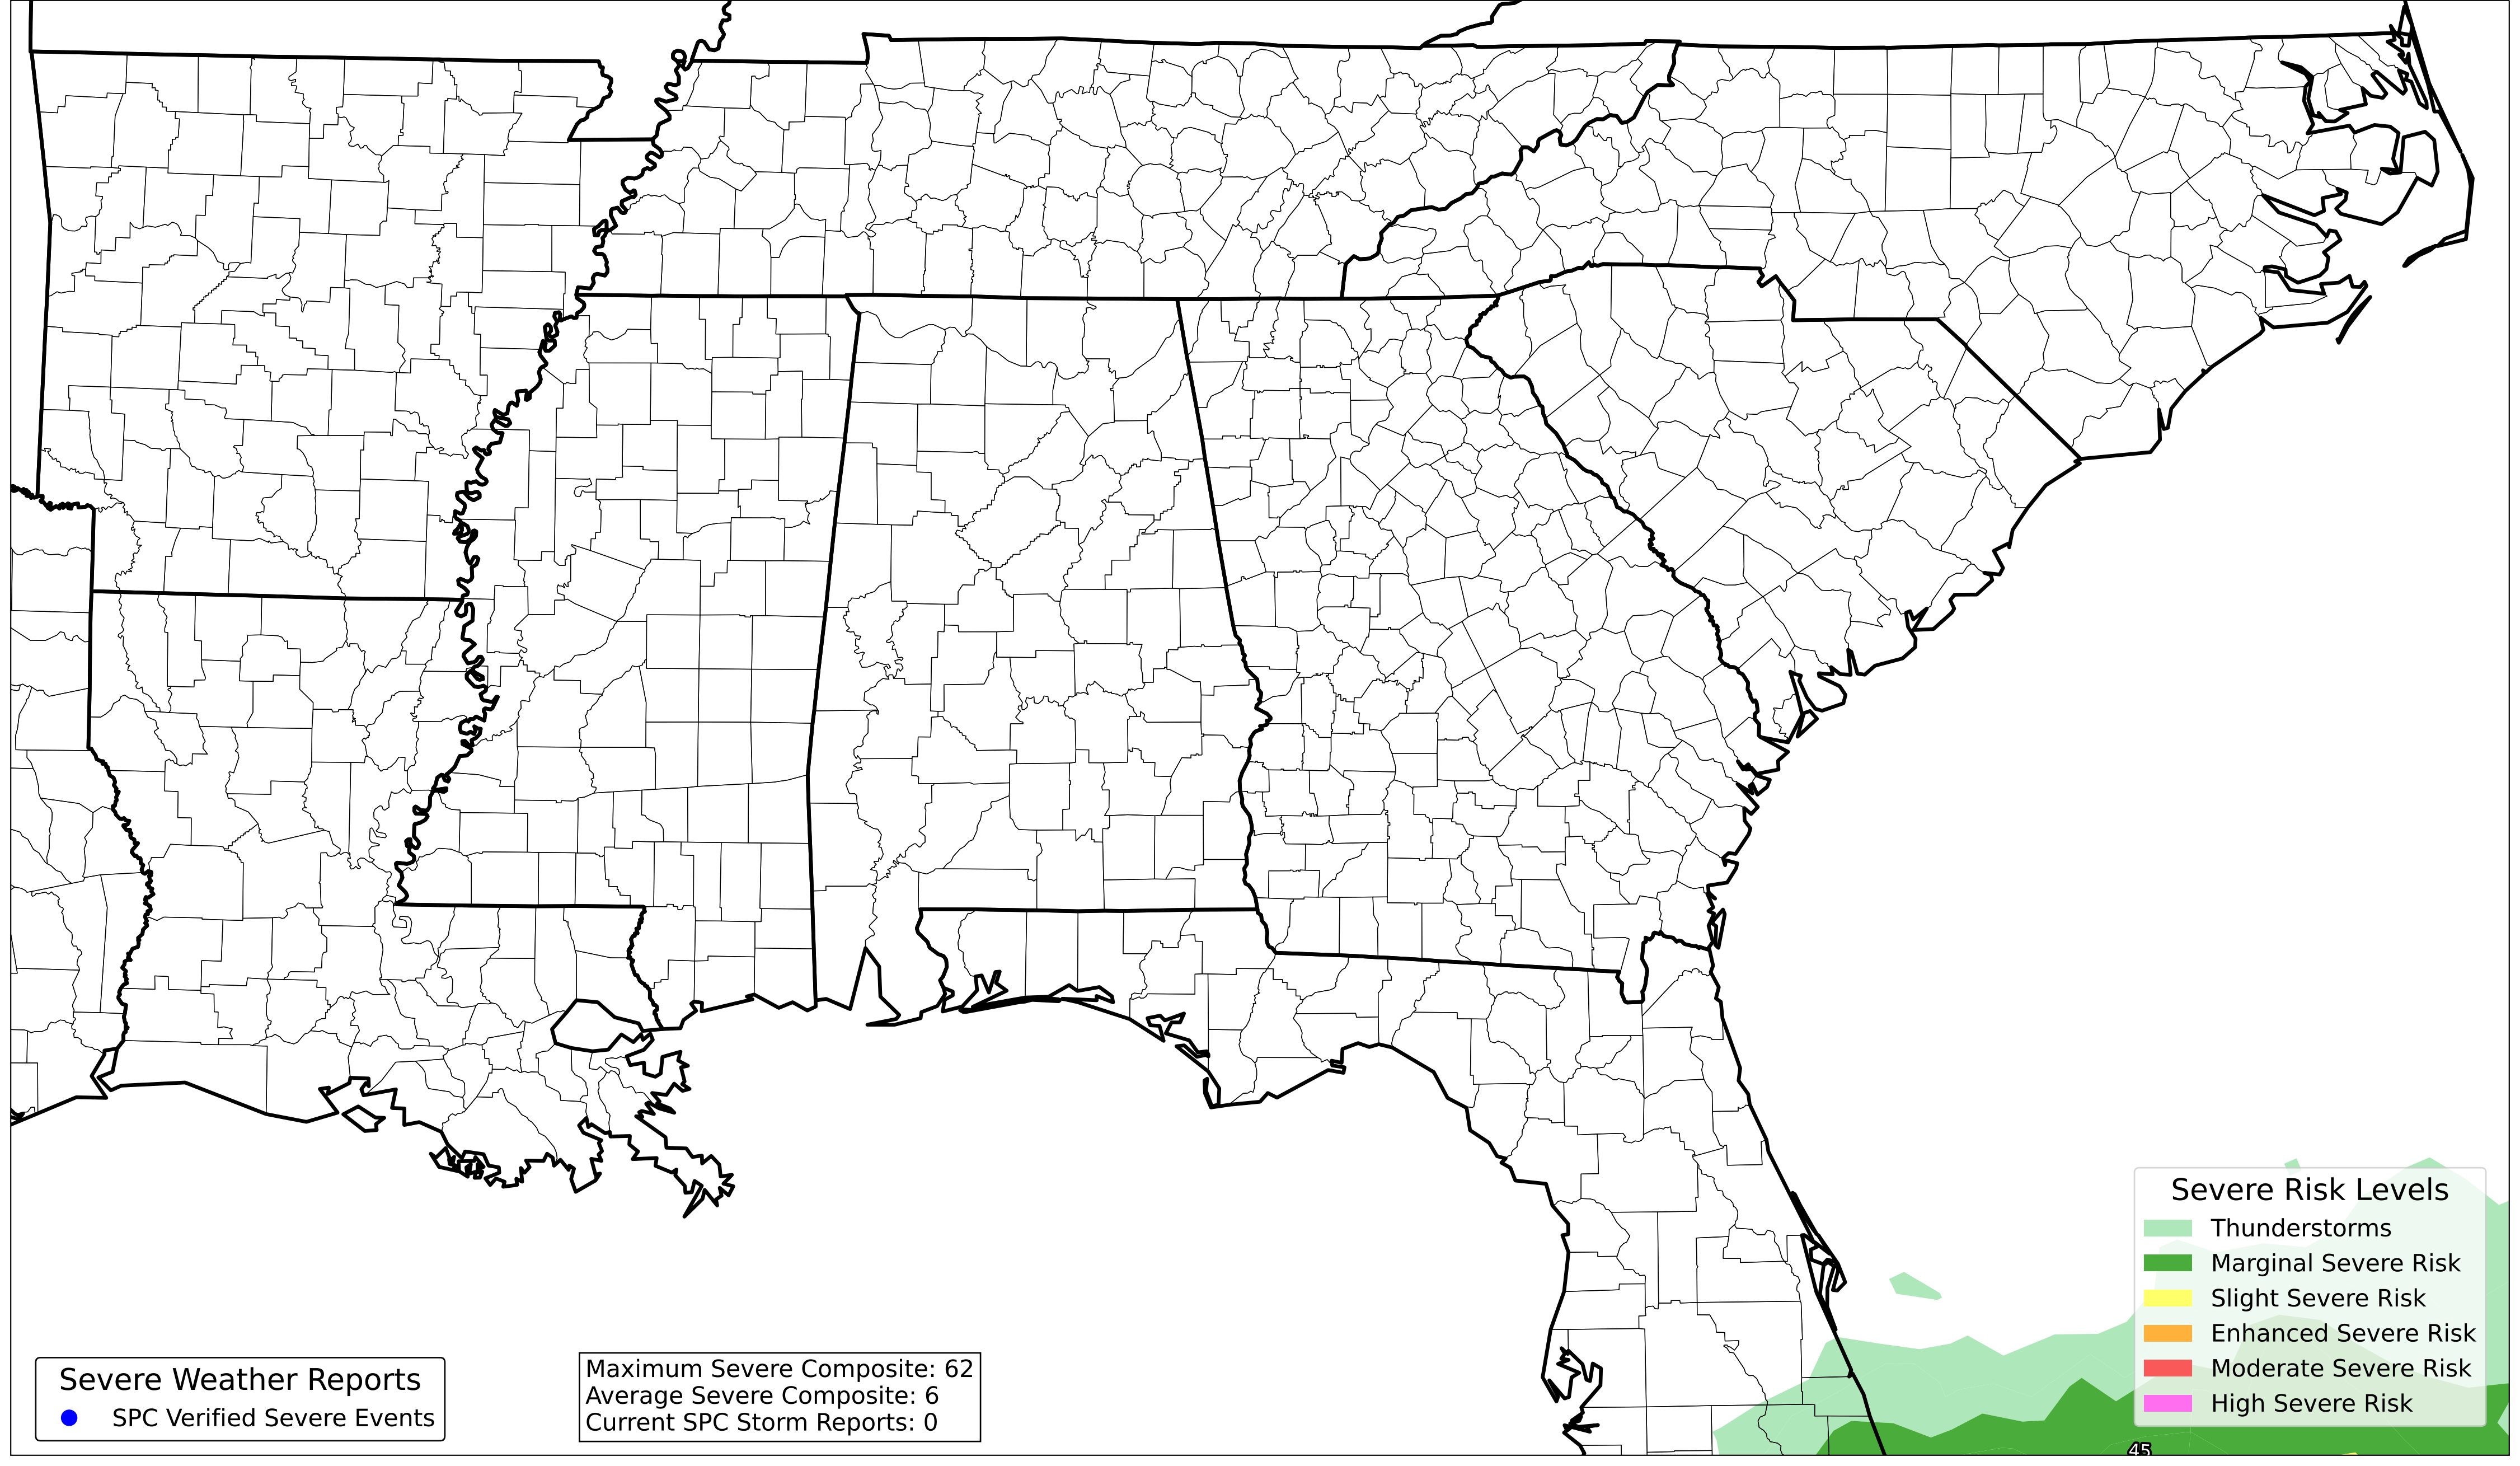 Severe Risk Levels
Thunderstorms
Marginal Severe Risk
Slight Severe Risk
Enhanced Severe Risk
Moderate Severe Risk
High Severe Risk
Severe Weather Reports
SPC Verified Severe Events
Maximum Severe Composite: 62
Average Severe Composite: 6
Current SPC Storm Reports: 0
45